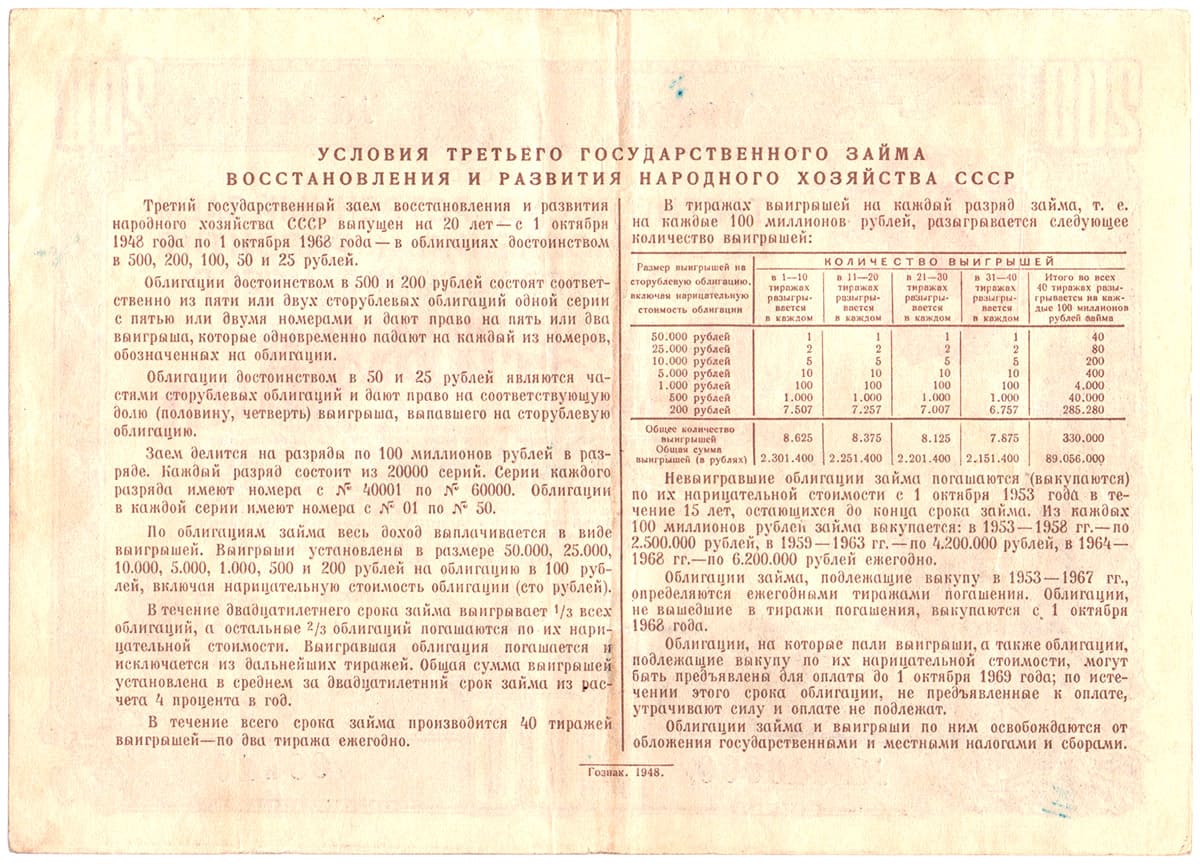 УСЛОВИЯ ТРЕТЬЕГО ГОСУДАРСТВЕННОГО ЗАЙМА
ВОССТАНОВЛЕНИЯ И РАЗВИТИЯ НАРОДНОГО ХОЗЯЙСТВА СССР
Третий государственный заем восстановления и развития
народного хозяйства СССР выпущен на 20 лет — с 1 октября
1948 года по 1 октября 1968 года — в облигациях достоинством
в 500, 200, 100, 50 и 25 рублей.
Облигации достоинством в 500 и 200 рублей состоят соответ-
ственно из пяти или двух сторублевых облигаций одной серии
с пятью или двумя номерами и дают право на пять или два
выигрыша, которые одновременно падают на каждый из номеров,
обозначенных на облигации.
Облигации достоинством в 50 и 25 рублей являются ча-
стями сторублевых облигаций и дают право на соответствующую
долю (половину, четверть) выигрыша, выпавшего на сторублевую
облигацию.
Заем делится на разряды по 100 миллионов рублей в раз-
ряде. Каждый разряд состоит из 20000 серий. Серии каждого
разряда имеют номера с № 40001 по № 60000. Облигации
в каждой серии имеют номера с № 01 по № 50.
По облигациям займа весь доход выплачивается в виде
выигрышей. Выигрыши установлены в размере 50.000, 25.000,
10.000, 5.000, 1.000, 500 и 200 рублей на облигацию в 100 руб-
лей, включая нарицательную стоимость облигации (сто рублей).
В течение двадцатилетнего срока займа выигрывает 1/3 всех
облигаций, а остальные 2/3 облигаций погашаются по их нари-
цательной стоимости. Выигравшая облигация погашается и
исключается из дальнейших тиражей. Общая сумма выигрышей
установлена в среднем за двадцатилетний срок займа из рас-
чета 4 процента в год.
В течение всего срока займа производится 40 тиражей
выигрышей—по два тиража ежегодно.
В тиражах выигрышей на каждый разряд займа, т. е.
на каждые 100 миллионов рублей, разыгрывается следующее
количество выигрышей:
Размер выигрышей на
сторублевую облигацию,
включая нарицательную
стоимость облигации
КОЛИЧЕСТВО ВЫИГРЫШЕЙ
в 1—10
тиражах
разыгры-
вается
в каждом
в 11—20
тиражах
разыгры-
вается
в каждом
в 21—30
тиражах
разыгры-
вается
в каждом
в 31—40
тиражах
разыгры-
вается
в каждом
Итого во всех
40 тиражах разы-
грывается на каж-
дые 100 миллионов
рублей займа
50.000 рублей 1 1 1 1 40
25.000 рублей 2 2 2 2 80
10.000 рублей 5 5 5 5 200
5.000 рублей 10 10 10 10 400
1.000 рублей 100 100 100 100 4.000
500 рублей 1.000 1.000 1.000 1.000 40.000
200 рублей 7.507 7.257 7.007 6.757 285.280
Общее количество
выигрышей 8.625 8.375 8.125 7.875 330.000
Общая сумма
выигрышей (в рублях) 2.301.400 2.251.400 2.201.400 2.151.400 89.056.000
Невыигравшие облигации займа погашаются (выкупаются)
по их нарицательной стоимости с 1 октября 1953 года в те-
чение 15 лет, остающихся до конца срока займа. Из каждых
100 миллионов рублей займа выкупается: в 1953—1958 гг.—по
2.500.000 рублей, в 1959—1963 гг.—по 4.200.000 рублей, в 1964—
1968 гг.—по 6.200.000 рублей ежегодно.
Облигации займа, подлежащие выкупу в 1953—1967 гг.,
определяются ежегодными тиражами погашения. Облигации,
не вышедшие в тиражи погашения, выкупаются с 1 октября
1968 года.
Облигации, на которые пали выигрыши, а также облигации,
подлежащие выкупу по их нарицательной стоимости, могут
быть предъявлены для оплаты до 1 октября 1969 года; по исте-
чении этого срока облигации, не предъявленные к оплате,
утрачивают силу и оплате не подлежат.
Облигации займа и выигрыши по ним освобождаются от
обложения государственными и местными налогами и сборами.
Гознак. 1948.